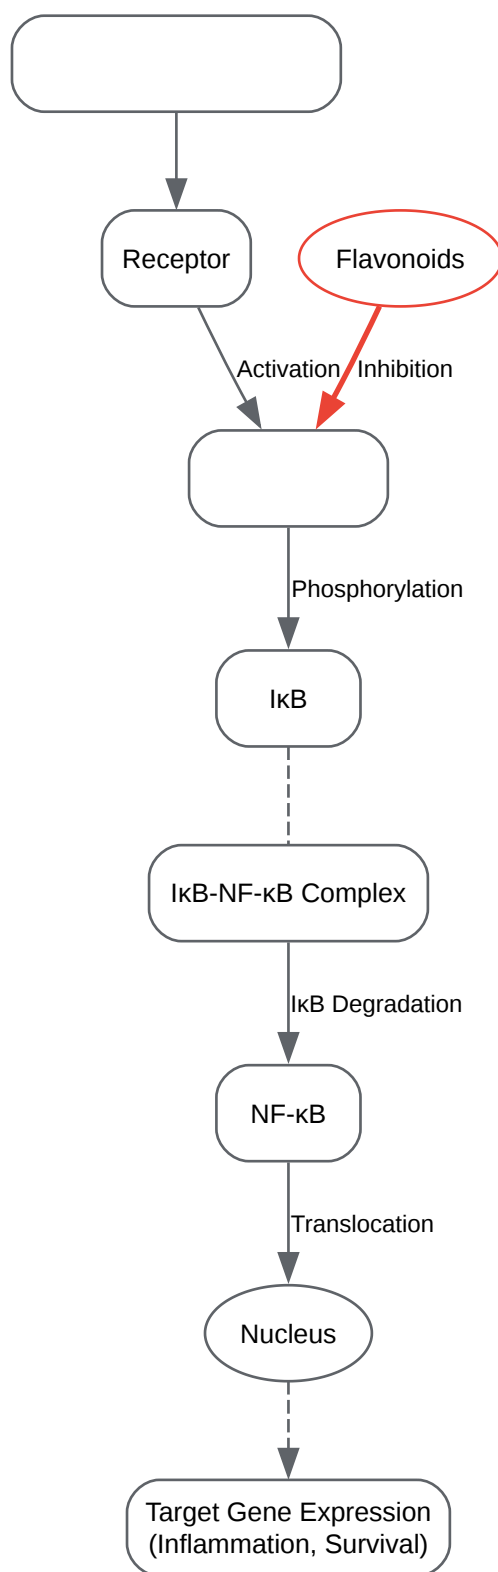 Receptor
Flavonoids
Activation
Inhibition
Phosphorylation
IκB
IκB-NF-κB Complex
IκB Degradation
NF-κB
Translocation
Nucleus
Target Gene Expression
(Inflammation, Survival)